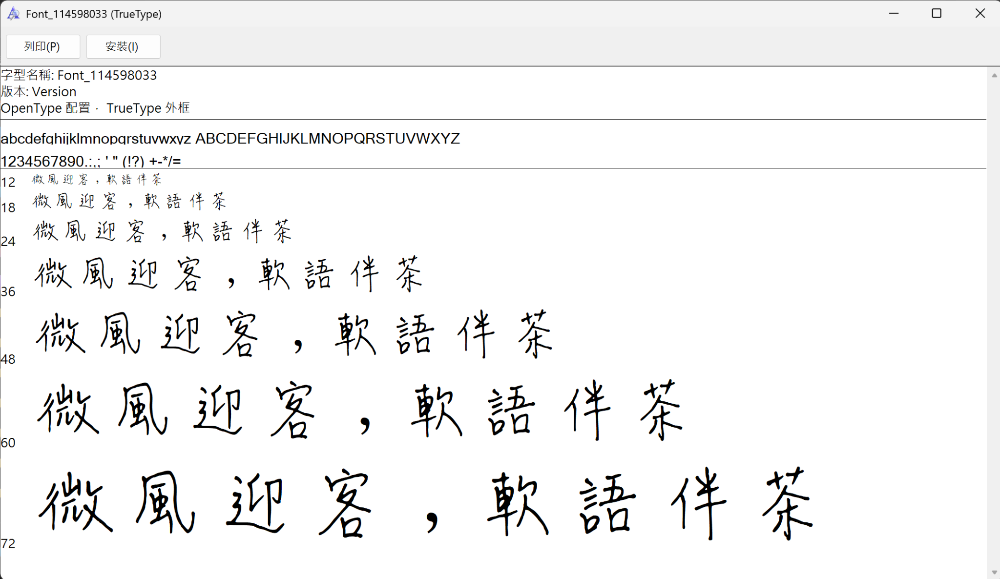 Font_114598033 (TrueType)
列印(P) 安裝(I)
字型名稱: Font_114598033
版本: Version
OpenType 配置, TrueType 外框
abcdefghijklmnopqrstuvwxyz ABCDEFGHIJKLMNOPQRSTUVWXYZ
1234567890.:,; ' " (!?) +-*/=
12 微風迎客，軟語伴茶
18 微風迎客，軟語伴茶
24 微風迎客，軟語伴茶
36 微風迎客，軟語伴茶
48 微風迎客，軟語伴茶
60 微風迎客，軟語伴茶
72 微風迎客，軟語伴茶